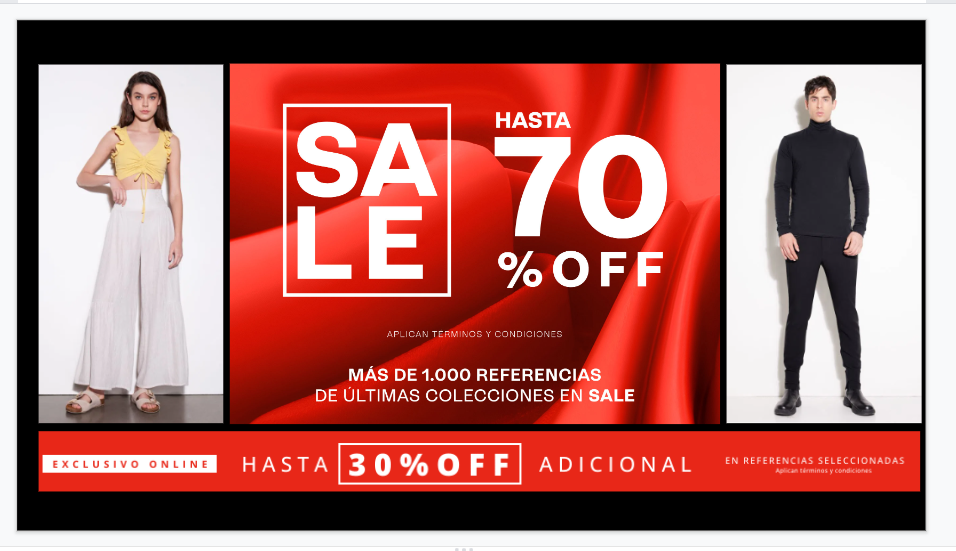 SA
LE
HASTA
70
%OFF
APLICAN TERMINOS Y CONDICIONES
MÁS DE 1.000 REFERENCIAS
DE ÚLTIMAS COLECCIONES EN SALE
EXCLUSIVO ONLINE
HASTA 30%OFF ADICIONAL
EN REFERENCIAS SELECCIONADAS
Aplican términos y condiciones